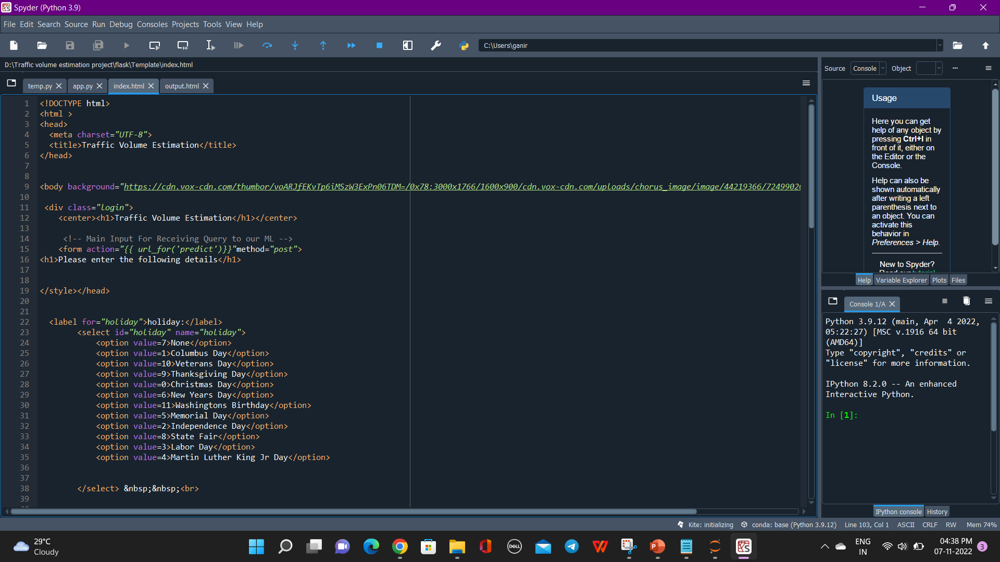 Spyder (Python 3.9)
File Edit Search Source Run Debug Consoles Projects Tools View Help
C:\Users\ganir
D:\Traffic volume estimation project\flask\Template\index.html
temp.py app.py index.html output.html
1 <!DOCTYPE html>
2 <html >
3 <head>
4 <meta charset="UTF-8">
5 <title>Traffic Volume Estimation</title>
6 </head>
7
8
9 <body background="https://cdn.vox-cdn.com/thumbor/voARJfEKvTp6iMSzW3ExPn06TDM=/0x78:3000x1766/1600x900/cdn.vox-cdn.com/uploads/chorus_image/image/44219366/7249902
10
11 <div class="login">
12 <center><h1>Traffic Volume Estimation</h1></center>
13
14 <!-- Main Input For Receiving Query to our ML -->
15 <form action="{{ url_for('predict')}}"method="post">
16 <h1>Please enter the following details</h1>
17
18
19 </style></head>
20
21
22 <label for="holiday">holiday:</label>
23 <select id="holiday" name="holiday">
24 <option value=7>None</option>
25 <option value=1>Columbus Day</option>
26 <option value=10>Veterans Day</option>
27 <option value=9>Thanksgiving Day</option>
28 <option value=0>Christmas Day</option>
29 <option value=6>New Years Day</option>
30 <option value=11>Washingtons Birthday</option>
31 <option value=5>Memorial Day</option>
32 <option value=2>Independence Day</option>
33 <option value=8>State Fair</option>
34 <option value=3>Labor Day</option>
35 <option value=4>Martin Luther King Jr Day</option>
36
37
38 </select> &nbsp;&nbsp;<br>
39
Source Console Object
Usage
Here you can get
help of any object by
pressing Ctrl+I in
front of it, either on
the Editor or the
Console.
Help can also be
shown automatically
after writing a left
parenthesis next to
an object. You can
activate this
behavior in
Preferences > Help.
New to Spyder?
Read our tutorial
Help Variable Explorer Plots Files
Console 1/A
Python 3.9.12 (main, Apr 4 2022,
05:22:27) [MSC v.1916 64 bit
(AMD64)]
Type "copyright", "credits" or
"license" for more information.
IPython 8.2.0 -- An enhanced
Interactive Python.
In [1]:
IPython console History
Kite: initializing conda: base (Python 3.9.12) Line 103, Col 1 ASCII CRLF RW Mem 74%
29°C
Cloudy
DELL
ENG
IN
04:38 PM
07-11-2022
3